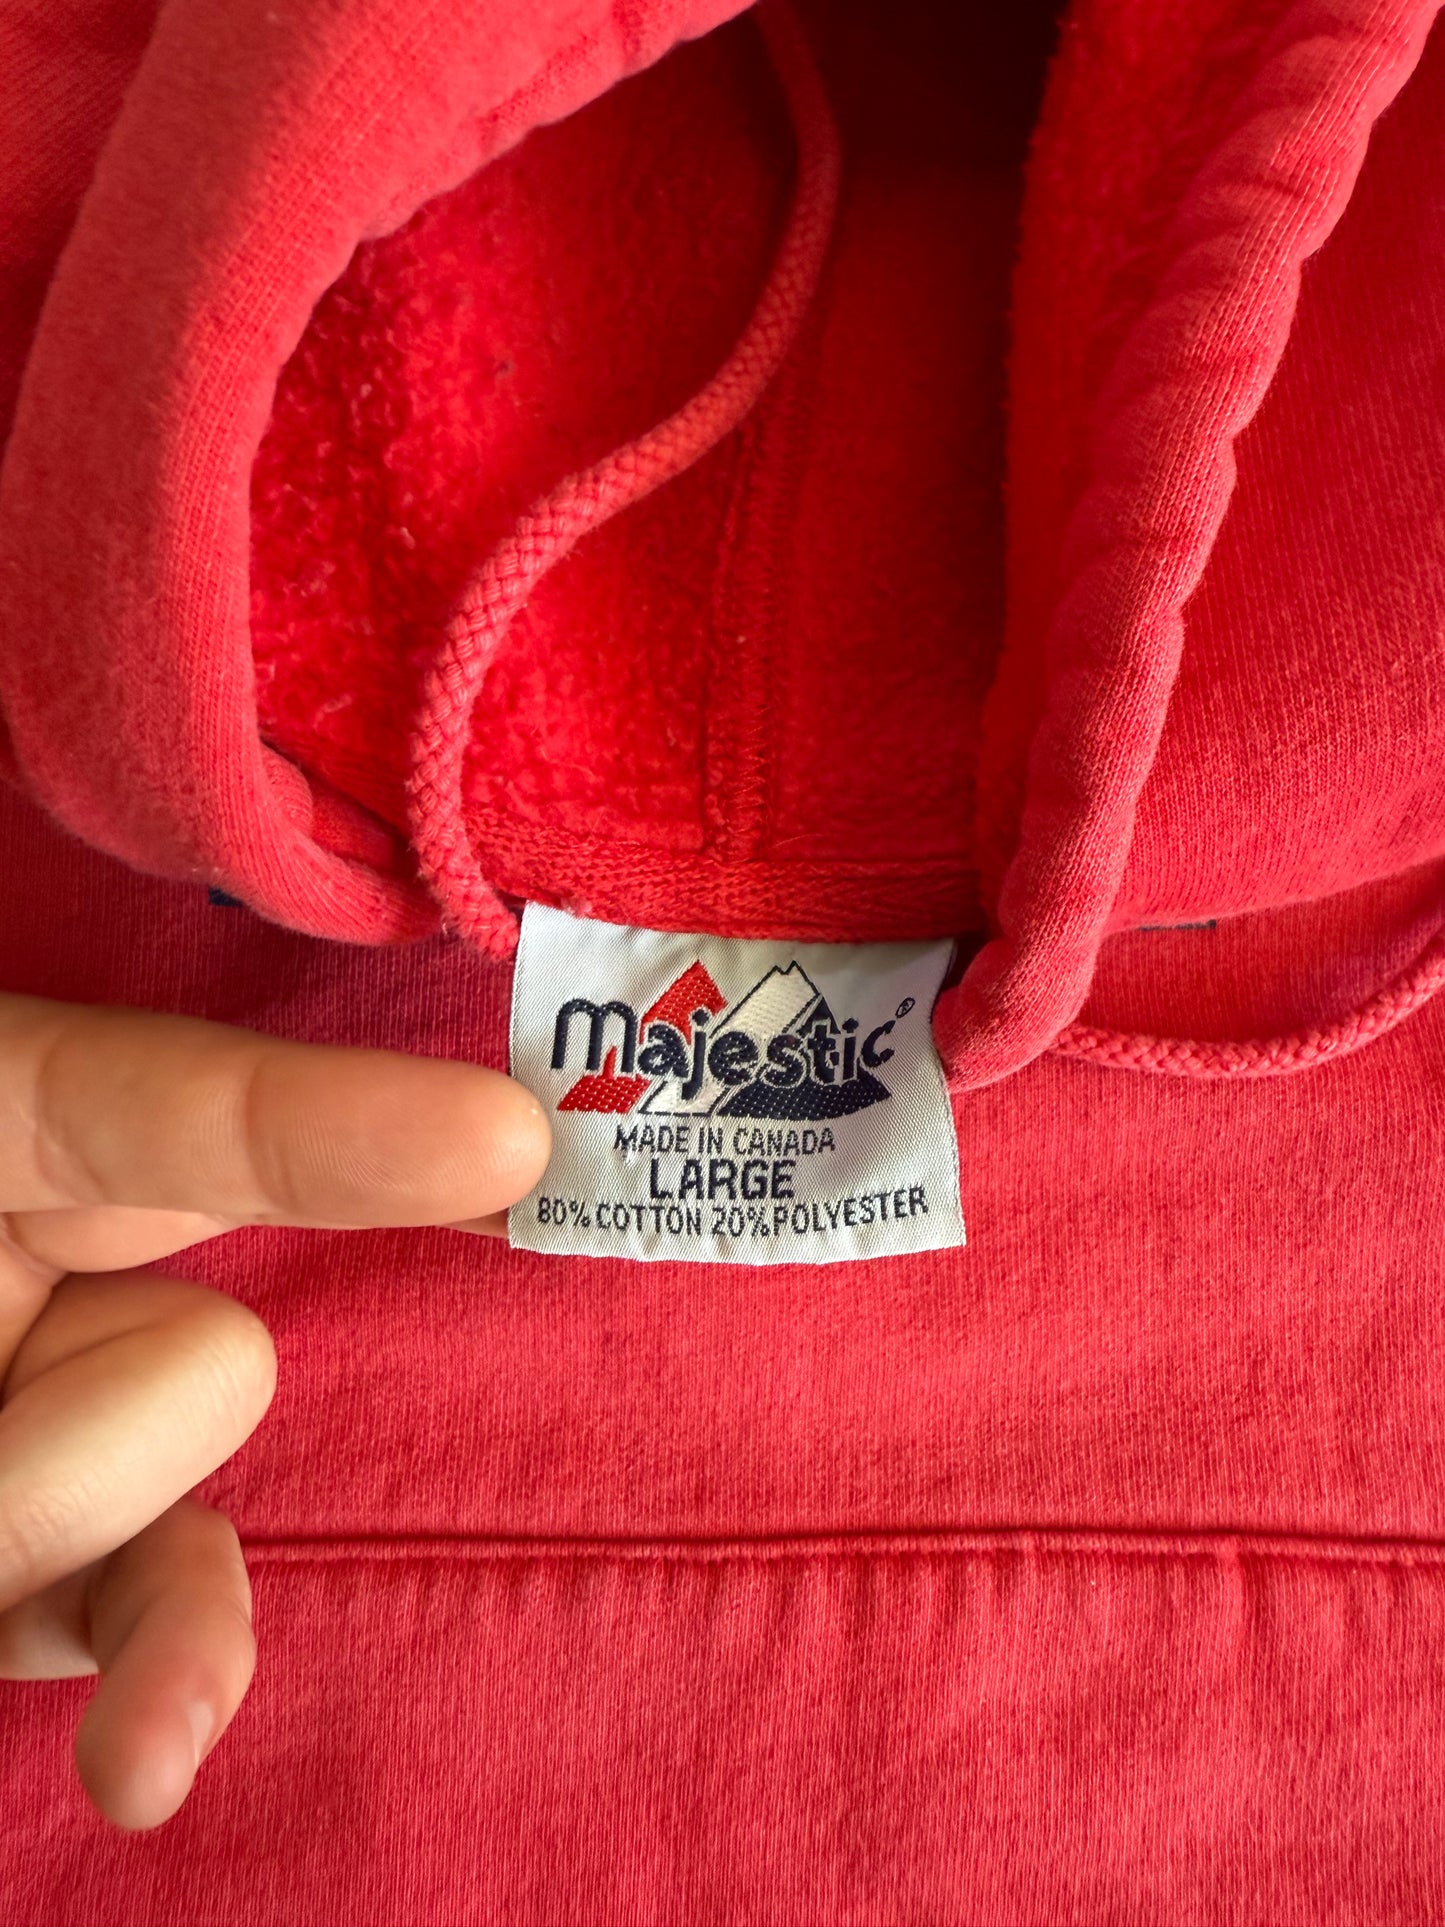 Majestic®
MADE IN CANADA
LARGE
80% COTTON 20% POLYESTER